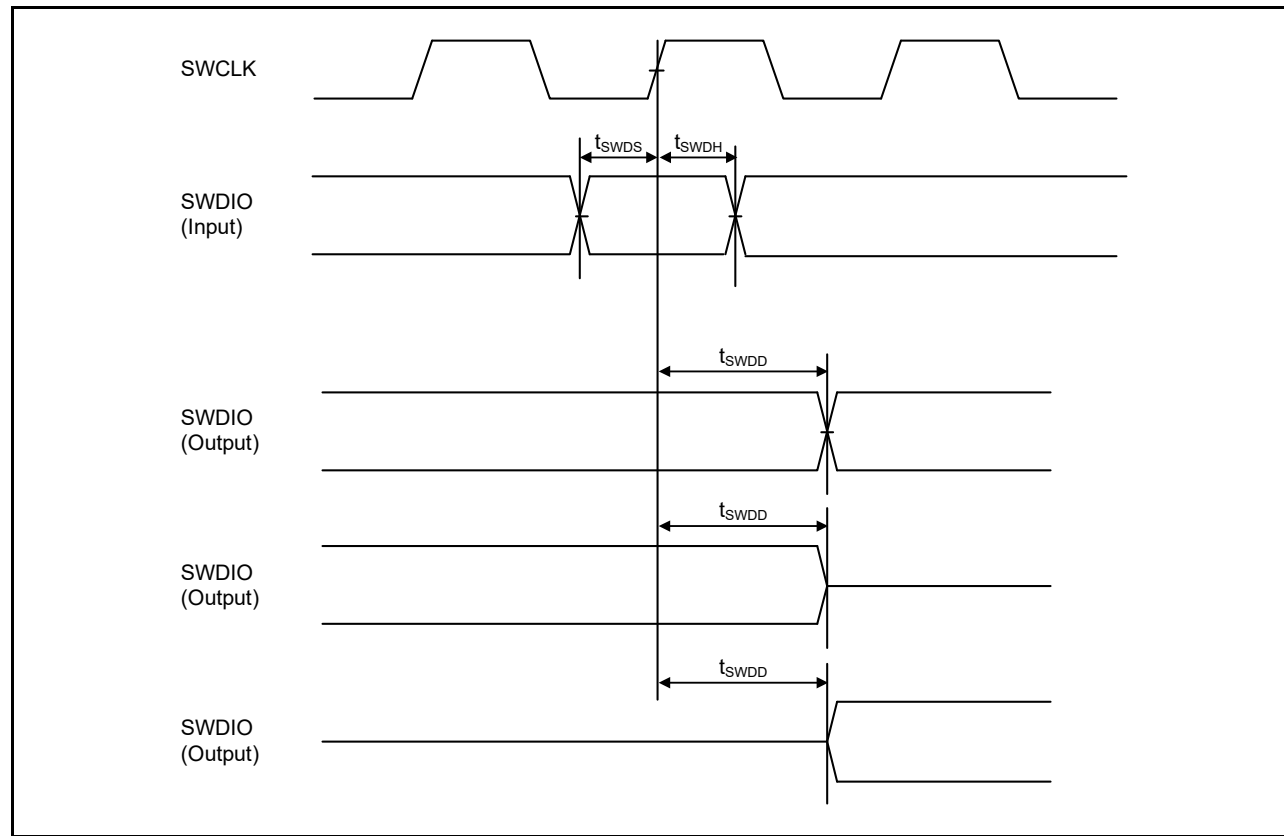 SWCLK
tSWDS
tSWDH
SWDIO
(Input)
tSWDD
SWDIO
(Output)
tSWDD
SWDIO
(Output)
tSWDD
SWDIO
(Output)